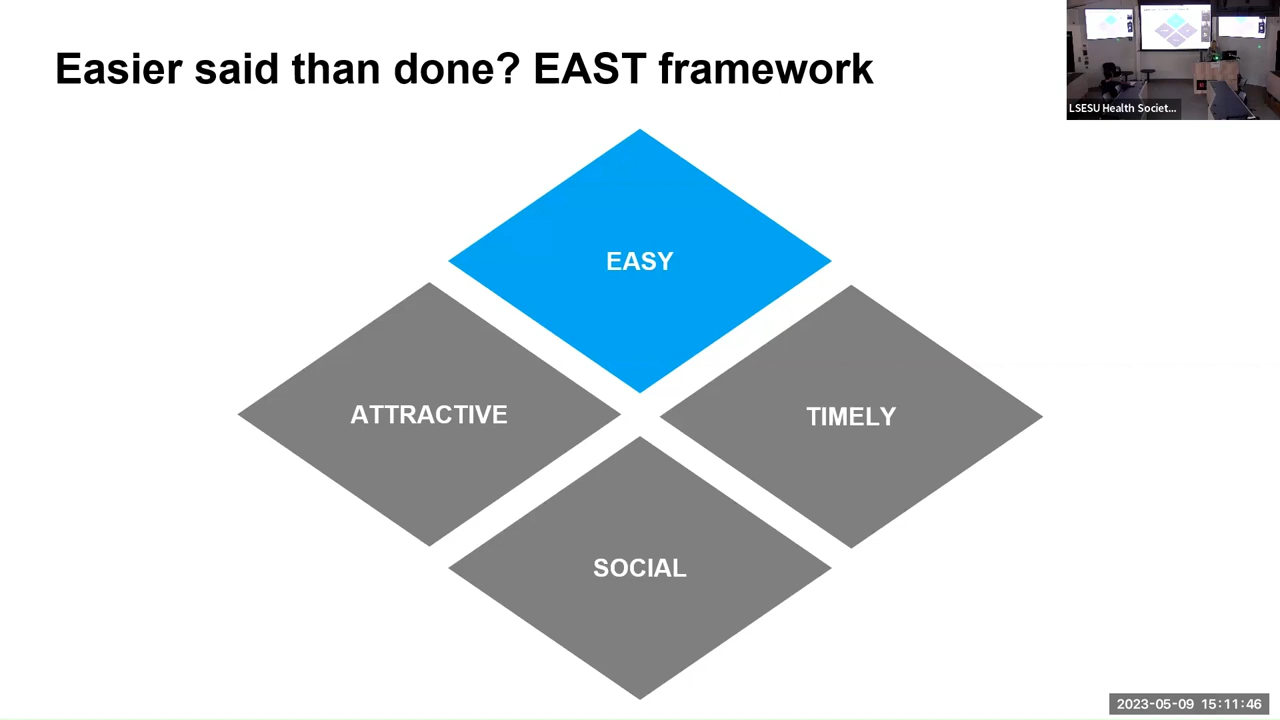 Easier said than done? EAST framework
LSESU Health Societ...
EASY
ATTRACTIVE
TIMELY
SOCIAL
2023-05-09 15:11:46